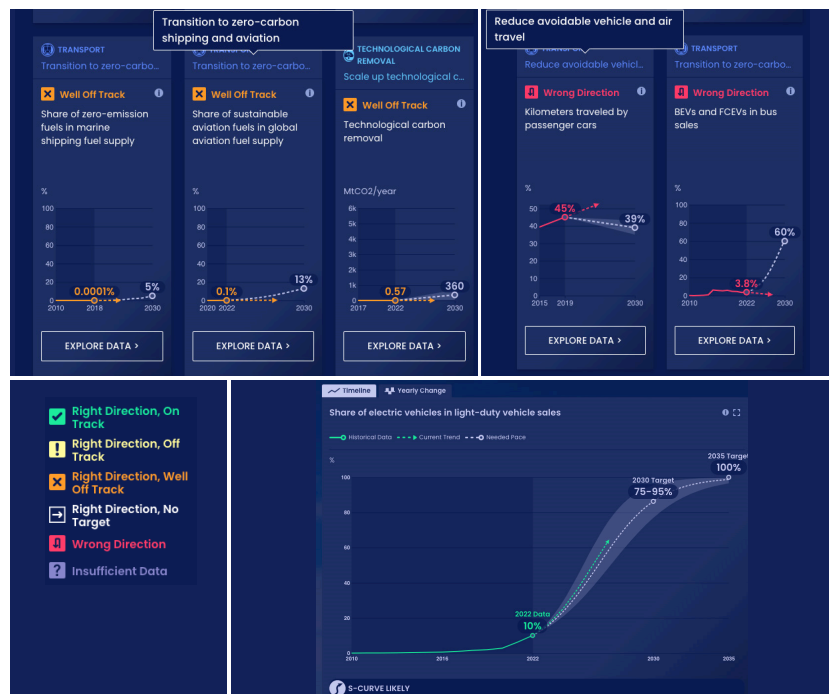 Transition to zero-carbon
shipping and aviation
TRANSPORT
Transition to zero-carbo...
Well Off Track
Share of zero-emission
fuels in marine
shipping fuel supply
%
100
80
60
40
20
0
0.0001%
5%
2010
2018
2030
EXPLORE DATA >
Transition to zero-carbo...
Well Off Track
Share of sustainable
aviation fuels in global
aviation fuel supply
%
100
80
60
40
20
0
0.1%
13%
2020
2022
2030
EXPLORE DATA >
TECHNOLOGICAL CARBON
REMOVAL
Scale up technological c...
Well Off Track
Technological carbon
removal
MtCO2/year
6k
5k
4k
3k
2k
1k
0
0.57
360
2017
2022
2030
EXPLORE DATA >
Reduce avoidable vehicle and air
travel
Reduce avoidable vehicl...
Wrong Direction
Kilometers traveled by
passenger cars
%
50
40
30
20
10
0
45%
39%
2015
2019
2030
EXPLORE DATA >
TRANSPORT
Transition to zero-carbo...
Wrong Direction
BEVs and FCEVs in bus
sales
%
100
80
60
40
20
0
3.8%
60%
2010
2022
2030
EXPLORE DATA >
Right Direction, On
Track
Right Direction, Off
Track
Right Direction, Well
Off Track
Right Direction, No
Target
Wrong Direction
Insufficient Data
Timeline
Yearly Change
Share of electric vehicles in light-duty vehicle sales
Historical Data
Current Trend
Needed Pace
%
100
80
60
40
20
0
2022 Data
10%
2030 Target
75-95%
2035 Target
100%
2010
2016
2022
2030
2035
S-CURVE LIKELY